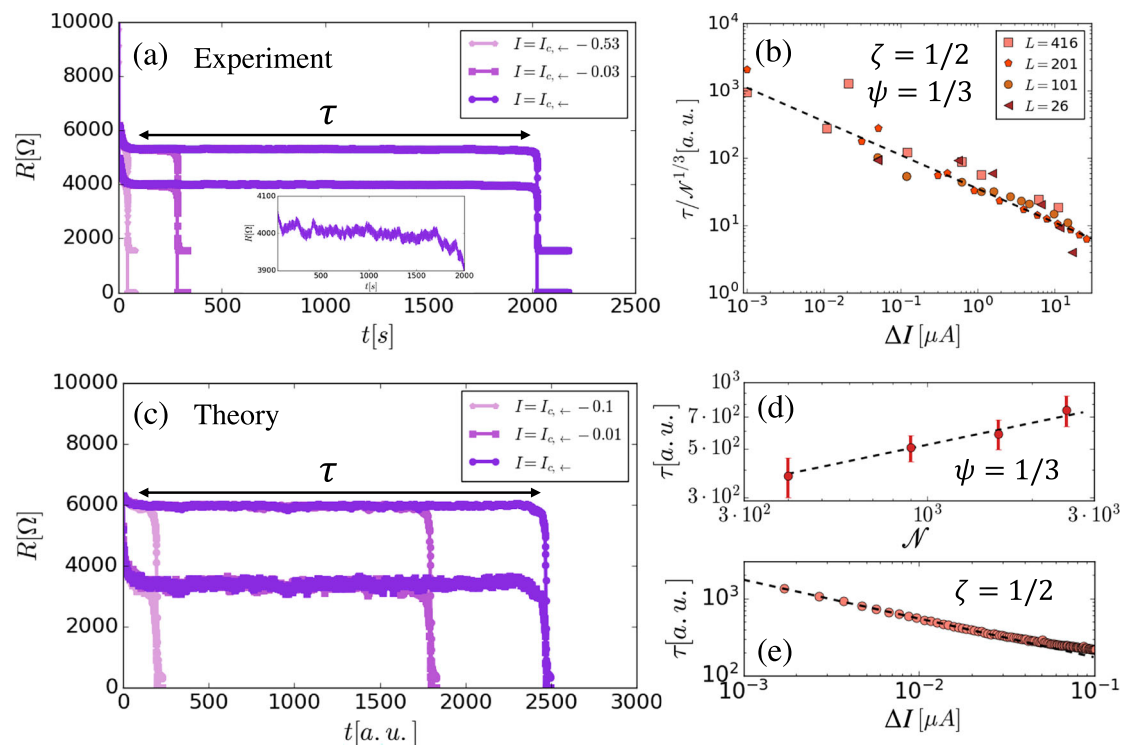 (a) Experiment
I = I_{c,←} − 0.53
I = I_{c,←} − 0.03
I = I_{c,←}
τ
R[Ω]
10000
8000
6000
4000
2000
0
4100
4000
3900
R[Ω]
500 1000 1500 2000
t[s]
0 500 1000 1500 2000 2500
t[s]
(b)
ζ = 1/2
ψ = 1/3
L = 416
L = 201
L = 101
L = 26
τ/𝒩^{1/3}[a. u.]
10^4
10^3
10^2
10^1
10^0
10^{-3} 10^{-2} 10^{-1} 10^0 10^1
ΔI [μA]
(c) Theory
I = I_{c,←} − 0.1
I = I_{c,←} − 0.01
I = I_{c,←}
τ
R[Ω]
10000
8000
6000
4000
2000
0
0 500 1000 1500 2000 2500 3000
t[a. u.]
(d)
ψ = 1/3
τ[a. u.]
10^3
7 · 10^2
5 · 10^2
3 · 10^2
3 · 10^2 10^3 3 · 10^3
𝒩
(e)
ζ = 1/2
τ[a. u.]
10^3
10^2
10^{-3} 10^{-2} 10^{-1}
ΔI [μA]